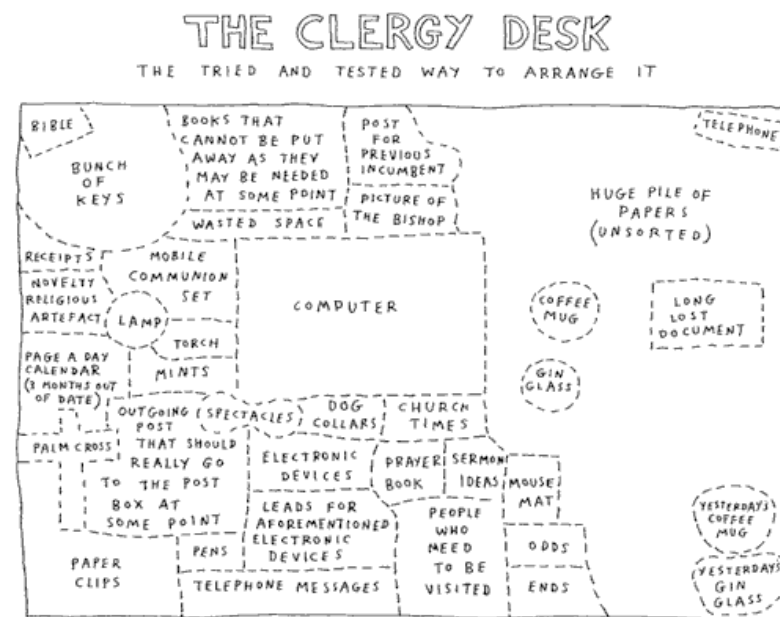 THE CLERGY DESK
THE TRIED AND TESTED WAY TO ARRANGE IT
BIBLE
BUNCH
OF
KEYS
BOOKS THAT
CANNOT BE PUT
AWAY AS THEY
MAY BE NEEDED
AT SOME POINT
POST
FOR
PREVIOUS
INCUMBENT
TELEPHONE
WASTED SPACE
PICTURE OF
THE BISHOP
HUGE PILE OF
PAPERS
(UNSORTED)
RECEIPTS
MOBILE
COMMUNION
SET
NOVELTY
RELIGIOUS
ARTEFACT
LAMP
COMPUTER
COFFEE
MUG
LONG
LOST
DOCUMENT
TORCH
MINTS
PAGE A DAY
CALENDAR
(3 MONTHS OUT
OF DATE)
GIN
GLASS
OUTGOING
POST
THAT SHOULD
REALLY GO
TO THE POST
BOX AT
SOME POINT
SPECTACLES
DOG
COLLARS
CHURCH
TIMES
PALM CROSS
ELECTRONIC
DEVICES
PRAYER
BOOK
SERMON
IDEAS
MOUSE
MAT
LEADS FOR
AFOREMENTIONED
ELECTRONIC
DEVICES
PEOPLE
WHO
NEED
TO BE
VISITED
YESTERDAY'S
COFFEE
MUG
PENS
ODDS
PAPER
CLIPS
TELEPHONE MESSAGES
ENDS
YESTERDAYS
GIN
GLASS